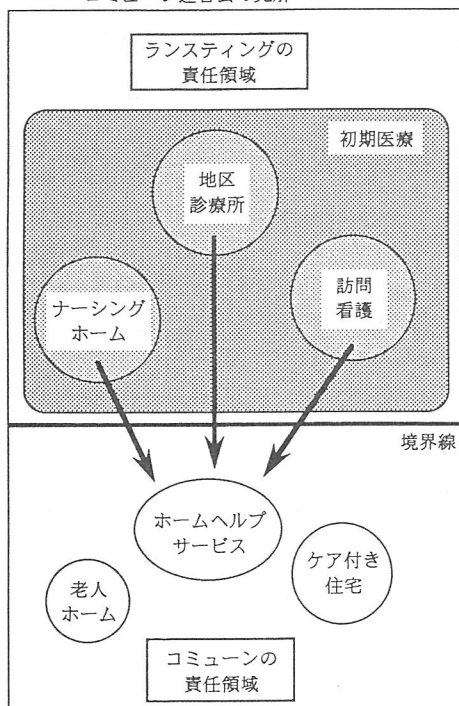 ランスティングの
責任領域
初期医療
地区
診療所
訪問
看護
ナーシング
ホーム
境界線
ホームヘルプ
サービス
ケア付き
住宅
老人
ホーム
コミューンの
責任領域